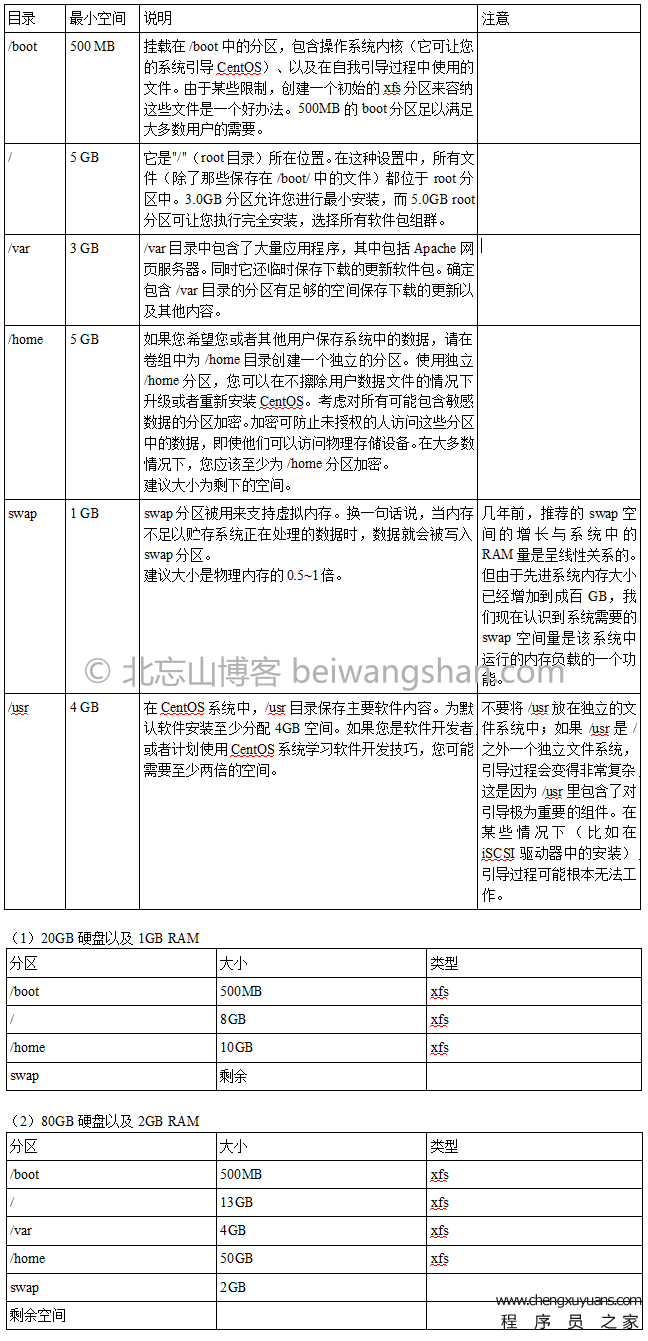 目录 最小空间 说明 注意
/boot 500 MB 挂载在 /boot 中的分区，包含操作系统内核（它可让您
的系统引导 CentOS）、以及在自我引导过程中使用的
文件。由于某些限制，创建一个初始的 xfs 分区来容纳
这些文件是一个好办法。500MB 的 boot 分区足以满足
大多数用户的需要。
/ 5 GB 它是"/"（root 目录）所在位置。在这种设置中，所有文
件（除了那些保存在 /boot/ 中的文件）都位于 root 分
区中。3.0GB 分区允许您进行最小安装，而 5.0GB root
分区可让您执行完全安装，选择所有软件包组群。
/var 3 GB /var 目录中包含了大量应用程序，其中包括 Apache 网
页服务器。同时它还临时保存下载的更新软件包。确定
包含 /var 目录的分区有足够的空间保存下载的更新以
及其他内容。
/home 5 GB 如果您希望您或者其他用户保存系统中的数据，请在
卷组中为 /home 目录创建一个独立的分区。使用独立
/home 分区，您可以在不擦除用户数据文件的情况下
升级或者重新安装 CentOS。考虑对所有可能包含敏感
数据的分区加密。加密可防止未授权的人访问这些分区
中的数据，即使他们可以访问物理存储设备。在大多数
情况下，您应该至少为 /home 分区加密。
建议大小为剩下的空间。
swap 1 GB swap 分区被用来支持虚拟内存。换一句话说，当内存
不足以贮存系统正在处理的数据时，数据就会被写入
swap 分区。
建议大小是物理内存的 0.5~1 倍。
几年前，推荐的 swap 空
间的增长与系统中的
RAM 量是呈线性关系的。
但由于先进系统内存大小
已经增加到成百 GB，我
们现在认识到系统需要的
swap 空间量是该系统中
运行的内存负载的一个功
能。
© 北忘山博客 beiwangshan.com
/usr 4 GB 在 CentOS 系统中，/usr 目录保存主要软件内容。为默
认软件安装至少分配 4GB 空间。如果您是软件开发者
或者计划使用 CentOS 系统学习软件开发技巧，您可能
需要至少两倍的空间。
不要将 /usr 放在独立的文
件系统中；如果 /usr 是 /
之外一个独立文件系统，
引导过程会变得非常复杂，
这是因为 /usr 里包含了对
引导极为重要的组件。在
某些情况下（比如在
iSCSI 驱动器中的安装），
引导过程可能根本无法工
作。
（1）20GB 硬盘以及 1GB RAM
分区 大小 类型
/boot 500MB xfs
/ 8GB xfs
/home 10GB xfs
swap 剩余
（2）80GB 硬盘以及 2GB RAM
分区 大小 类型
/boot 500MB xfs
/ 13GB xfs
/var 4GB xfs
/home 50GB xfs
swap 2GB
剩余空间
www.chengxuyuans.com
程序员之家